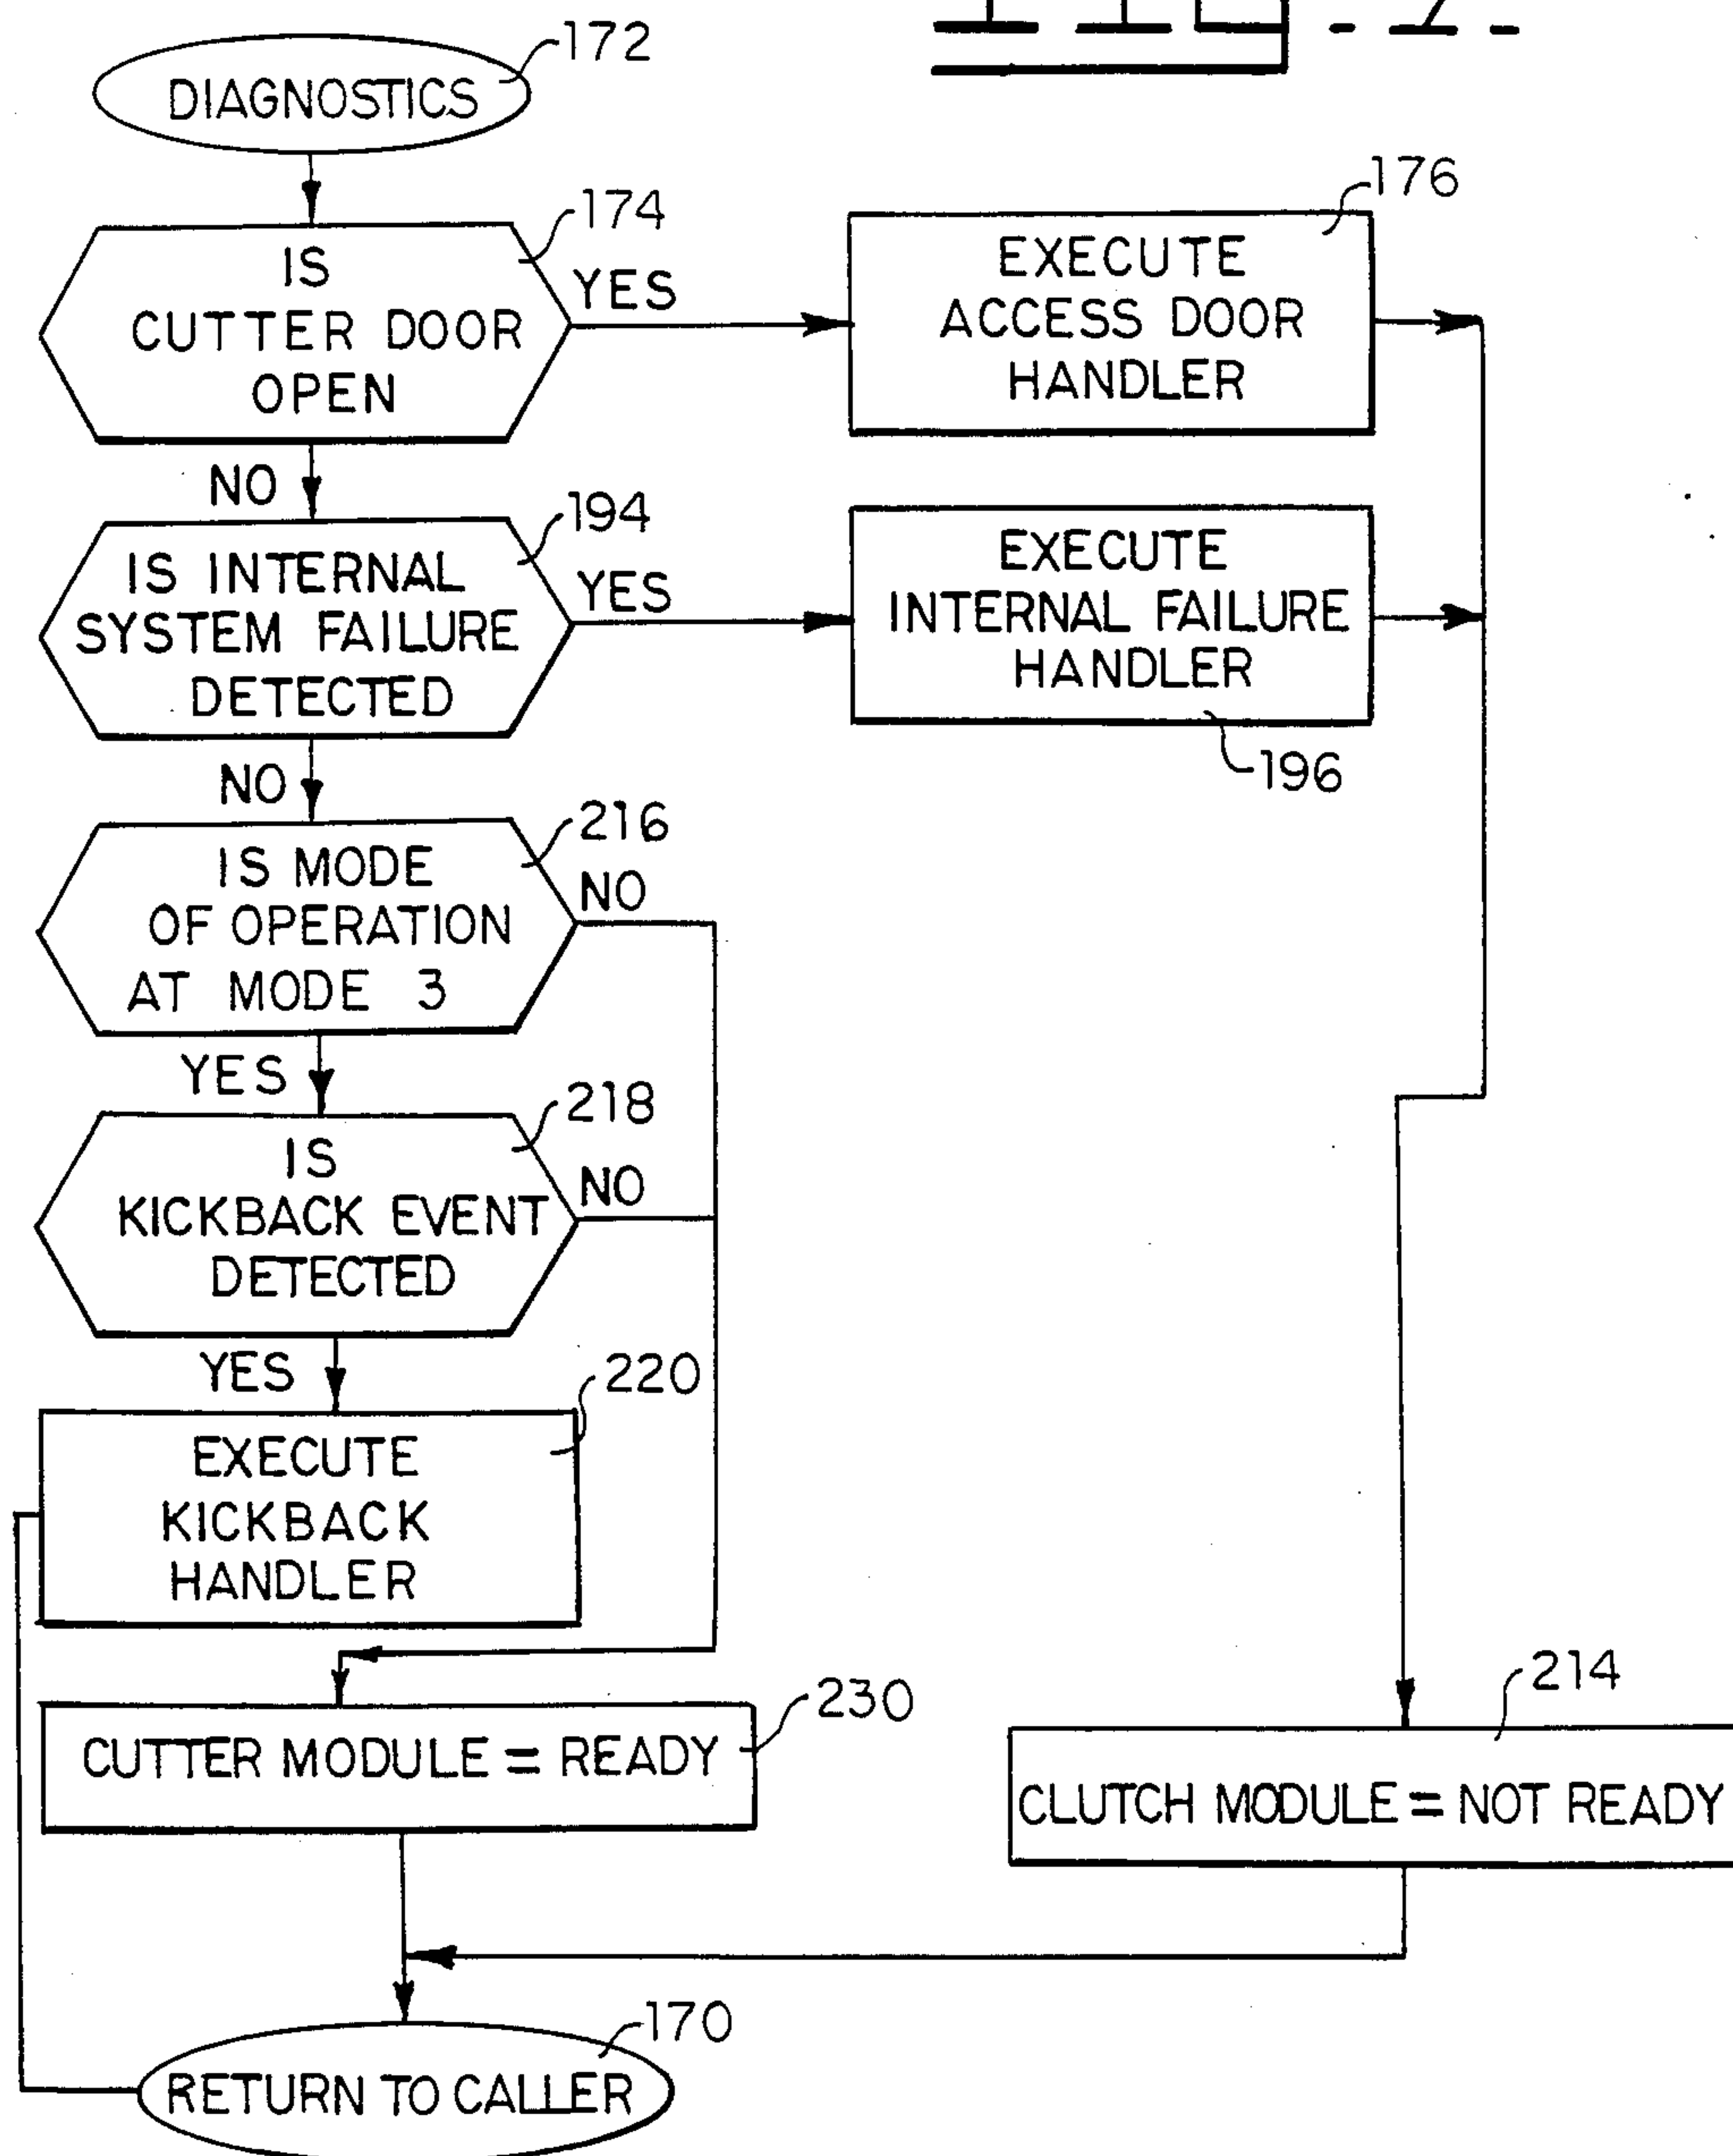 172
DIAGNOSTICS
174
IS
CUTTER DOOR
OPEN
YES
176
EXECUTE
ACCESS DOOR
HANDLER
NO
194
IS INTERNAL
SYSTEM FAILURE
DETECTED
YES
EXECUTE
INTERNAL FAILURE
HANDLER
196
NO
216
IS MODE
OF OPERATION
AT MODE 3
NO
YES
218
IS
KICKBACK EVENT
DETECTED
NO
YES
220
EXECUTE
KICKBACK
HANDLER
230
CUTTER MODULE = READY
214
CLUTCH MODULE = NOT READY
170
RETURN TO CALLER